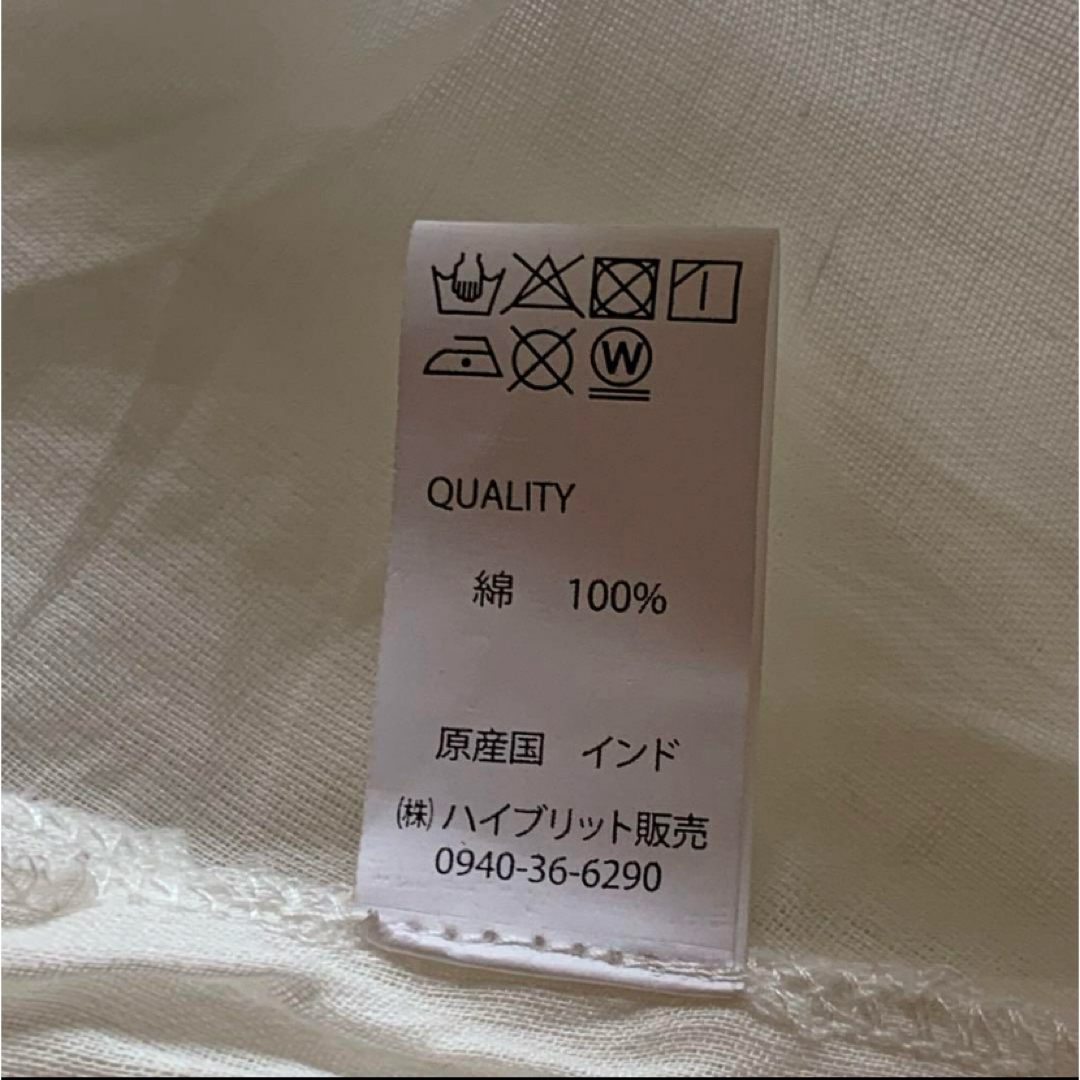 W
QUALITY
綿 100%
原産国 インド
㈱ハイブリット販売
0940-36-6290